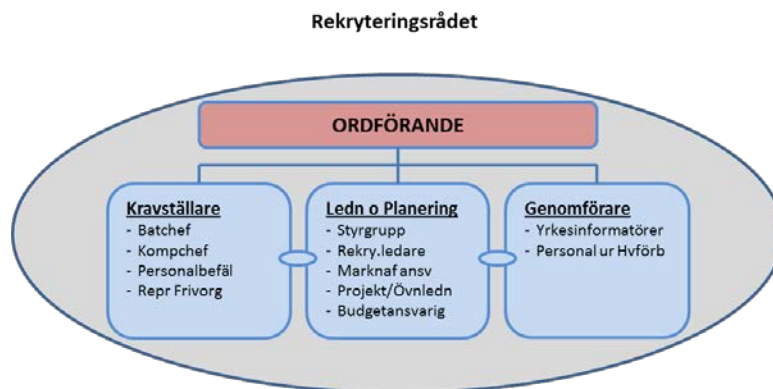 Rekryteringsrådet
ORDFÖRANDE
Kravställare
- Batchef
- Kompchef
- Personalbefäl
- Repr Frivorg
Ledn o Planering
- Styrgrupp
- Rekry.ledare
- Marknaf ansv
- Projekt/Övnledn
- Budgetansvarig
Genomförare
- Yrkesinformatörer
- Personal ur Hvförb